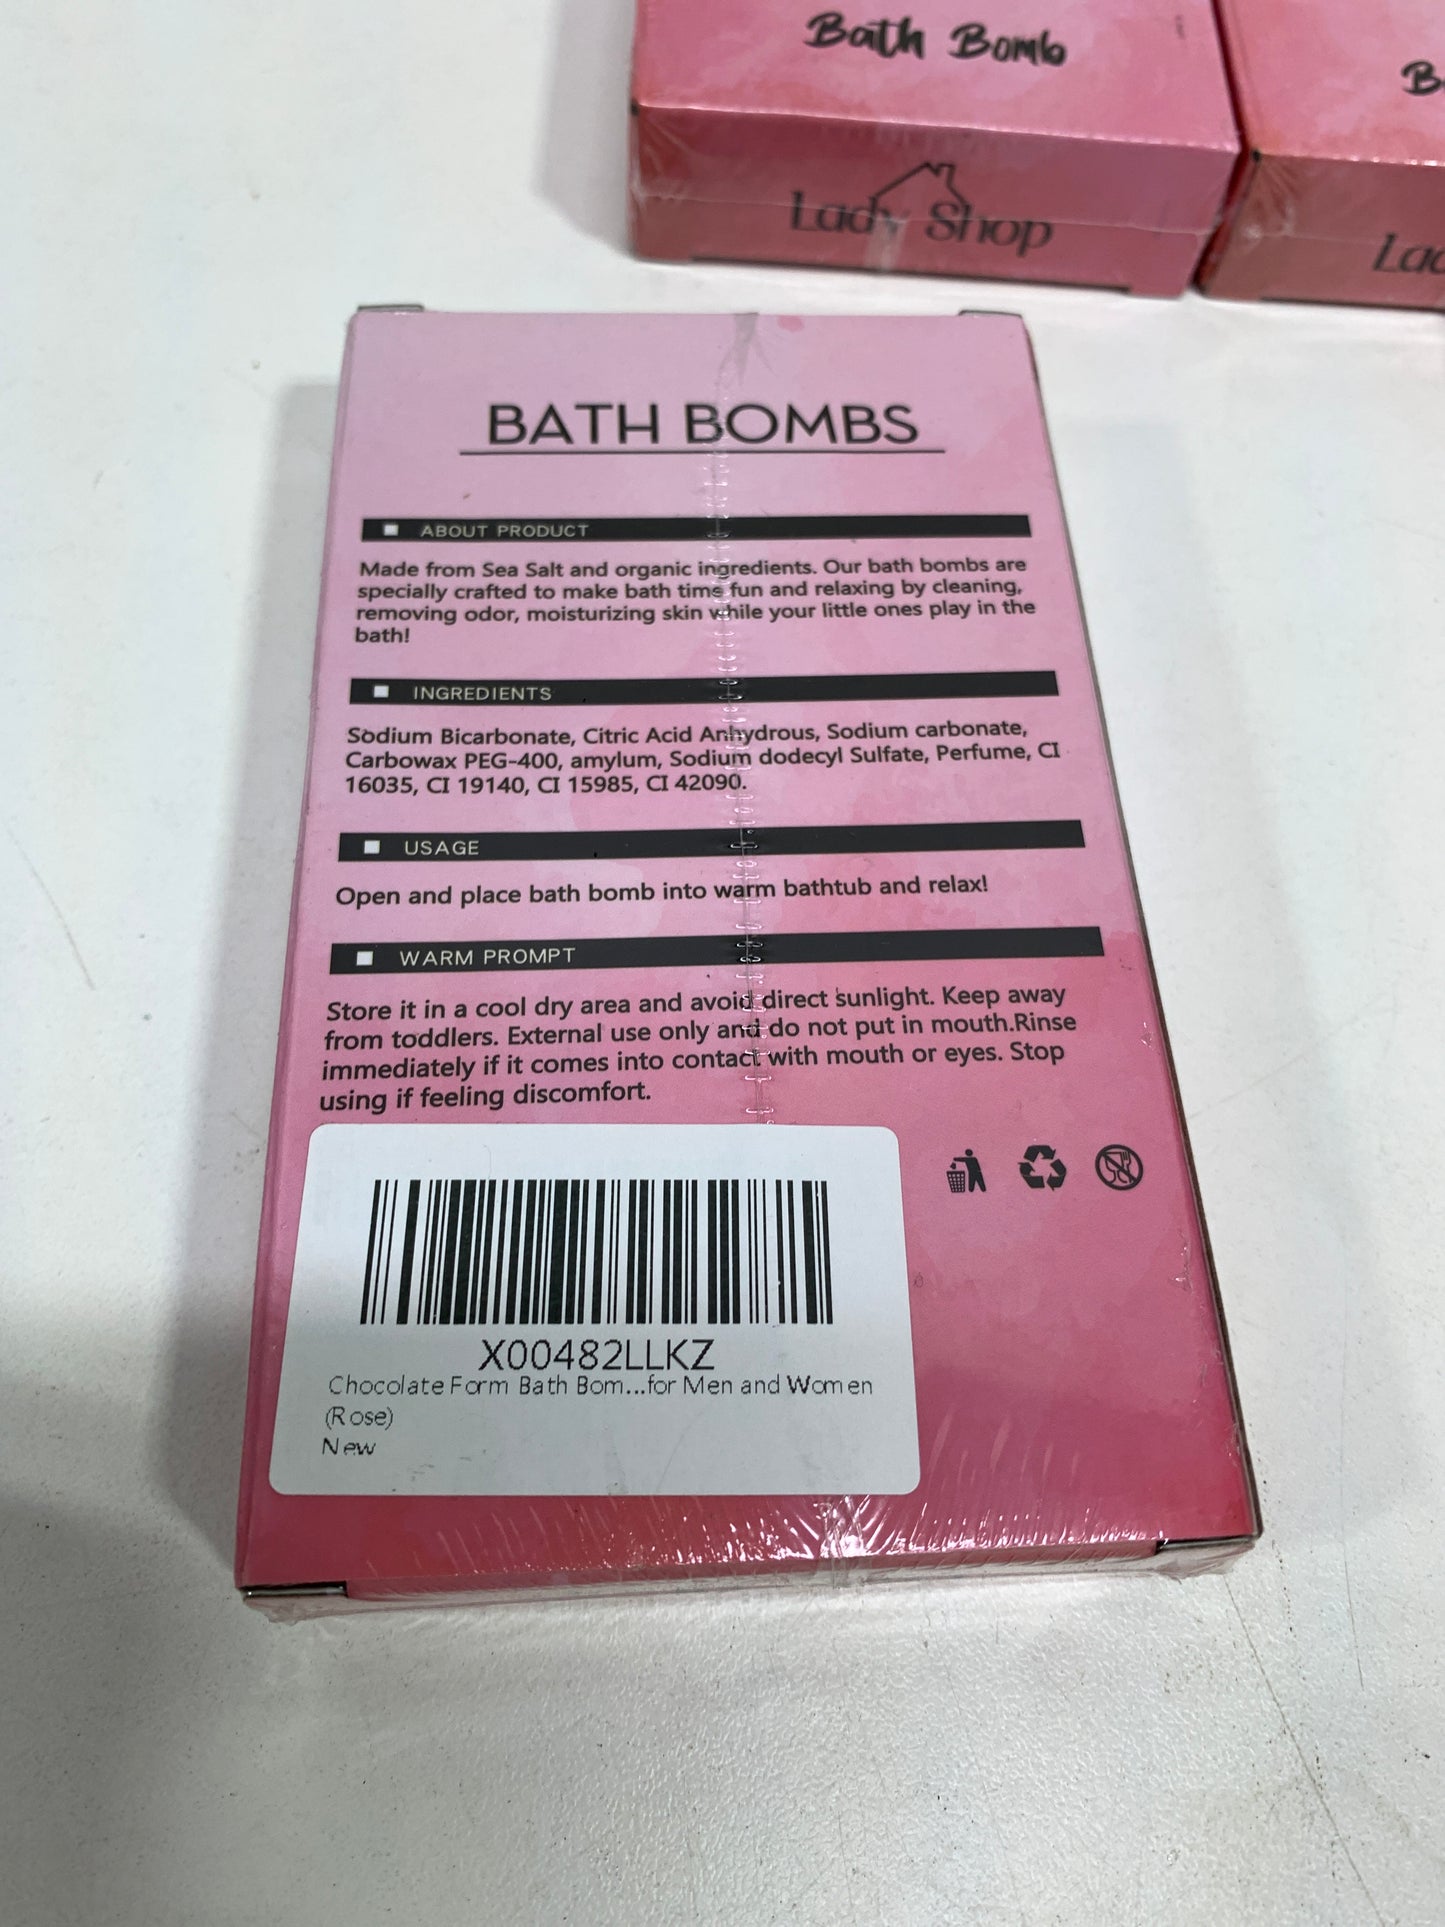 Bath Bomb
Lady Shop
BATH BOMBS
ABOUT PRODUCT
Made from Sea Salt and organic ingredients. Our bath bombs are
specially crafted to make bath time fun and relaxing by cleaning,
removing odor, moisturizing skin while your little ones play in the
bath!
INGREDIENTS
Sodium Bicarbonate, Citric Acid Anhydrous, Sodium carbonate,
Carbowax PEG-400, amylum, Sodium dodecyl Sulfate, Perfume, CI
16035, CI 19140, CI 15985, CI 42090.
USAGE
Open and place bath bomb into warm bathtub and relax!
WARM PROMPT
Store it in a cool dry area and avoid direct sunlight. Keep away
from toddlers. External use only and do not put in mouth.Rinse
immediately if it comes into contact with mouth or eyes. Stop
using if feeling discomfort.
X00482LLKZ
Chocolate Form Bath Bom...for Men and Women
(Rose)
New